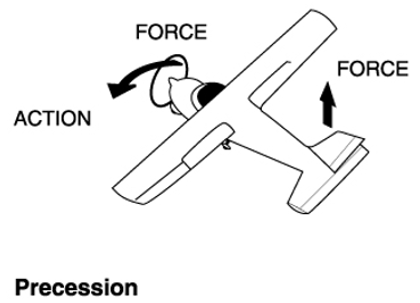 FORCE
FORCE
ACTION
Precession